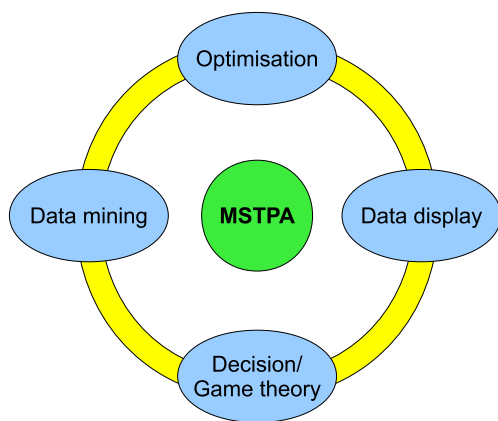 Optimisation
Data mining
MSTPA
Data display
Decision/
Game theory